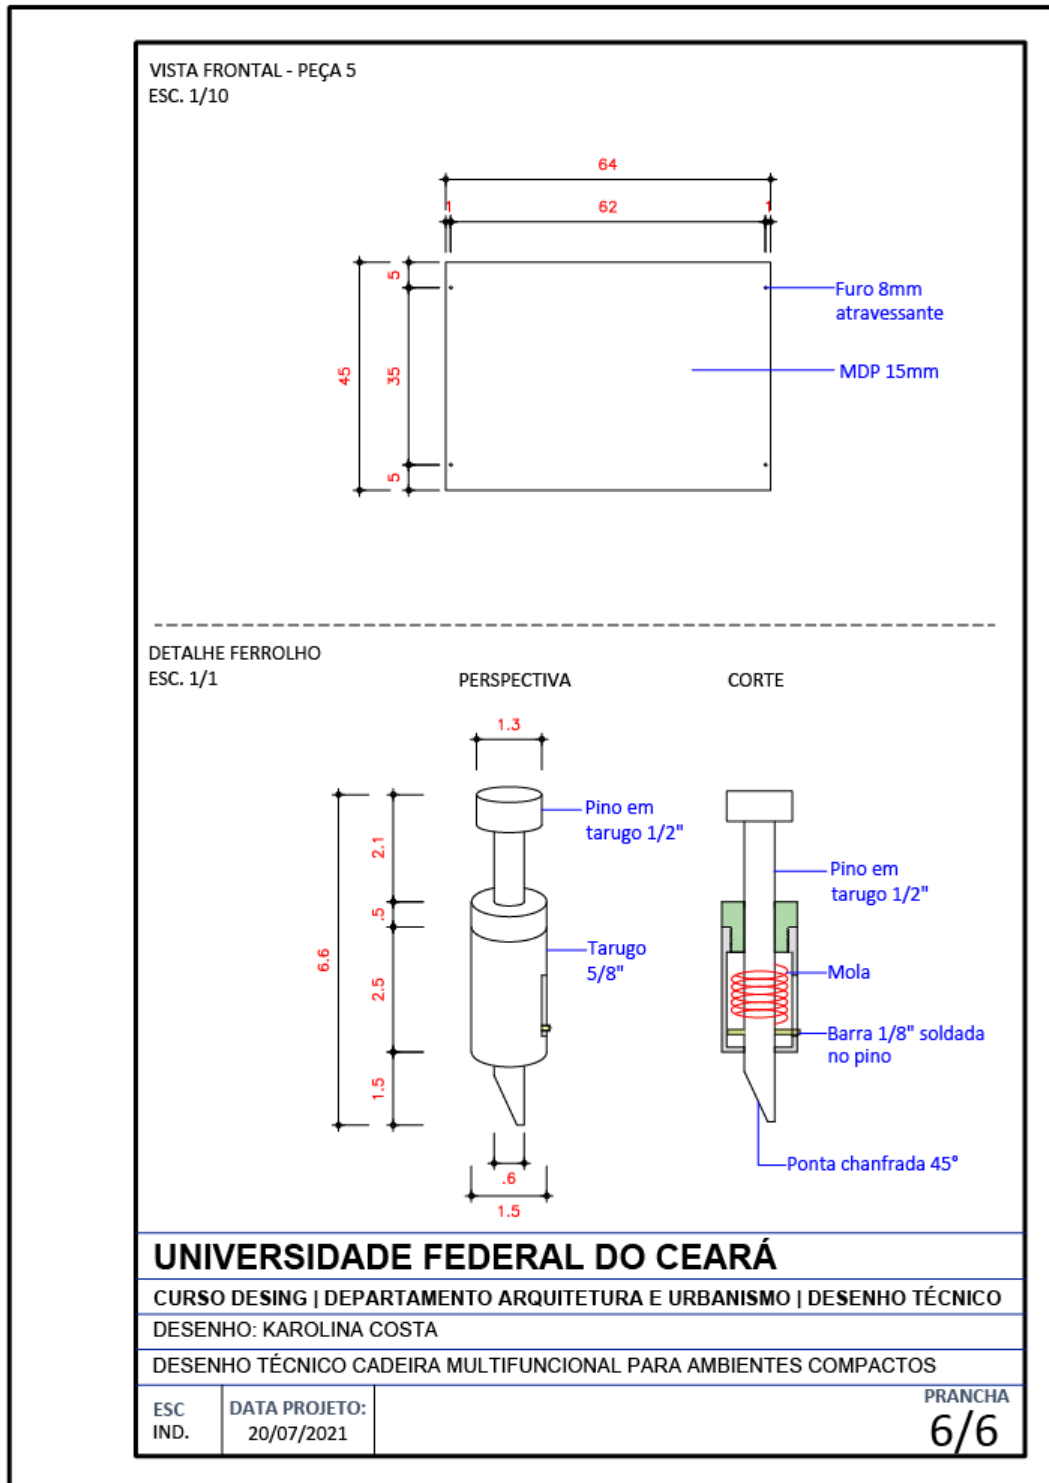 VISTA FRONTAL - PEÇA 5
ESC. 1/10
64
1
62
1
5
Furo 8mm
atravessante
45
35
MDP 15mm
5
DETALHE FERROLHO
ESC. 1/1
PERSPECTIVA
CORTE
1.3
Pino em
tarugo 1/2"
2.1
Pino em
tarugo 1/2"
.5
Tarugo
5/8"
6.6
2.5
Mola
Barra 1/8" soldada
no pino
1.5
Ponta chanfrada 45°
.6
1.5
UNIVERSIDADE FEDERAL DO CEARÁ
CURSO DESING | DEPARTAMENTO ARQUITETURA E URBANISMO | DESENHO TÉCNICO
DESENHO: KAROLINA COSTA
DESENHO TÉCNICO CADEIRA MULTIFUNCIONAL PARA AMBIENTES COMPACTOS
ESC
IND.
DATA PROJETO:
20/07/2021
PRANCHA
6/6